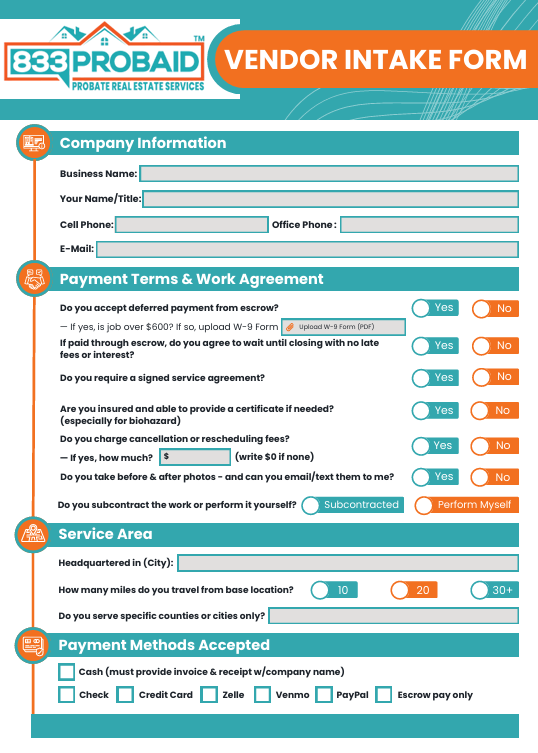 833PROBAID
TM
PROBATE REAL ESTATE SERVICES
VENDOR INTAKE FORM
Company Information
Business Name:
Your Name/Title:
Cell Phone: Office Phone :
E-Mail:
Payment Terms & Work Agreement
Do you accept deferred payment from escrow? Yes No
— If yes, is job over $600? If so, upload W-9 Form Upload W-9 Form (PDF)
If paid through escrow, do you agree to wait until closing with no late
fees or interest? Yes No
Do you require a signed service agreement? Yes No
Are you insured and able to provide a certificate if needed?
(especially for biohazard) Yes No
Do you charge cancellation or rescheduling fees? Yes No
— If yes, how much? $ (write $0 if none)
Do you take before & after photos - and can you email/text them to me? Yes No
Do you subcontract the work or perform it yourself? Subcontracted Perform Myself
Service Area
Headquartered in (City):
How many miles do you travel from base location? 10 20 30+
Do you serve specific counties or cities only?
Payment Methods Accepted
Cash (must provide invoice & receipt w/company name)
Check Credit Card Zelle Venmo PayPal Escrow pay only